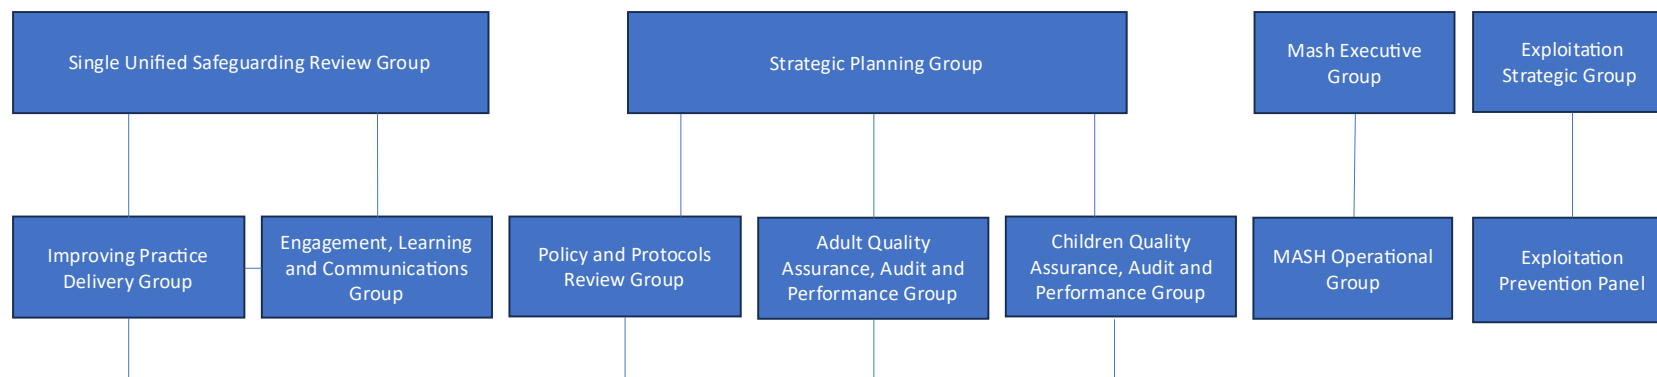 Single Unified Safeguarding Review Group
Strategic Planning Group
Mash Executive
Group
Exploitation
Strategic Group
Improving Practice
Delivery Group
Engagement, Learning
and Communications
Group
Policy and Protocols
Review Group
Adult Quality
Assurance, Audit and
Performance Group
Children Quality
Assurance, Audit and
Performance Group
MASH Operational
Group
Exploitation
Prevention Panel